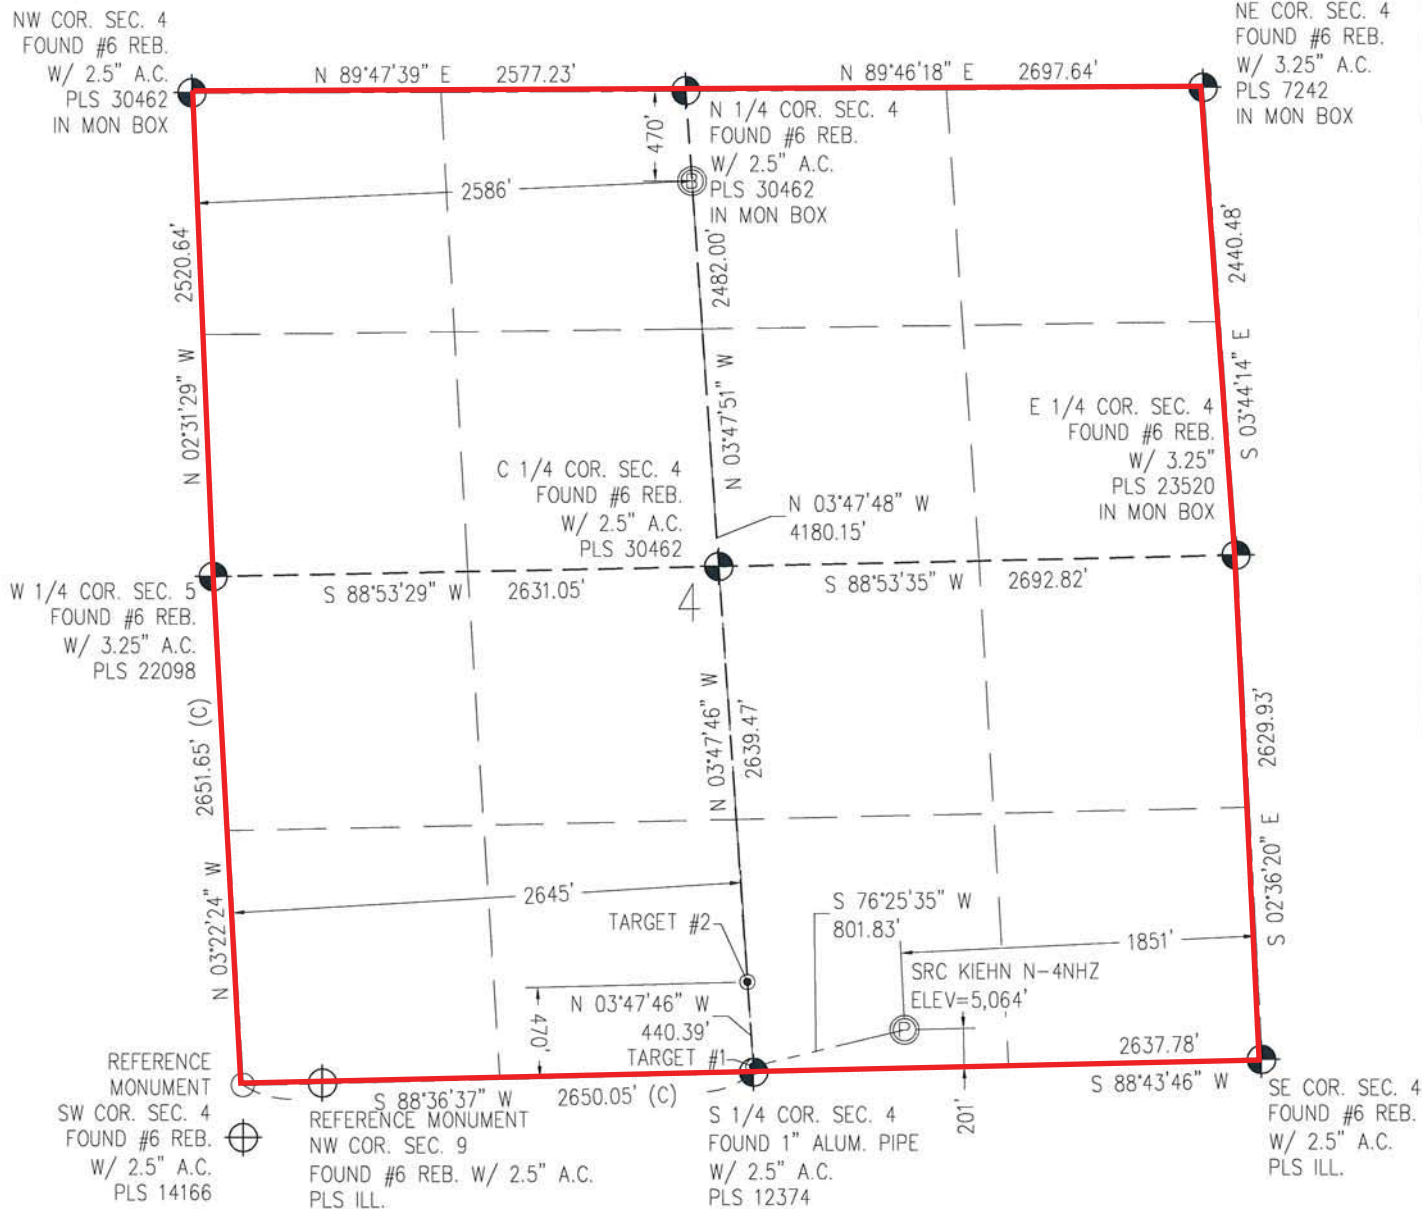 NW COR. SEC. 4
FOUND #6 REB.
W/ 2.5" A.C.
PLS 30462
IN MON BOX
N 89°47'39" E 2577.23'
N 89°46'18" E 2697.64'
NE COR. SEC. 4
FOUND #6 REB.
W/ 3.25" A.C.
PLS 7242
IN MON BOX
470'
N 1/4 COR. SEC. 4
FOUND #6 REB.
W/ 2.5" A.C.
PLS 30462
IN MON BOX
2586'
B
2520.64'
N 02°31'29" W
2482.00'
N 03°47'51" W
2440.48'
S 03°44'14" E
E 1/4 COR. SEC. 4
FOUND #6 REB.
W/ 3.25"
PLS 23520
IN MON BOX
C 1/4 COR. SEC. 4
FOUND #6 REB.
W/ 2.5" A.C.
PLS 30462
N 03°47'48" W
4180.15'
W 1/4 COR. SEC. 5
FOUND #6 REB.
W/ 3.25" A.C.
PLS 22098
S 88°53'29" W 2631.05'
4
S 88°53'35" W 2692.82'
2651.65' (C)
N 03°22'24" W
N 03°47'46" W
2639.47'
2629.93'
S 02°36'20" E
2645'
TARGET #2
S 76°25'35" W
801.83'
1851'
SRC KIEHN N-4NHZ
ELEV=5,064'
P
N 03°47'46" W
440.39'
470'
TARGET #1
2637.78'
S 88°43'46" W
201'
REFERENCE
MONUMENT
SW COR. SEC. 4
FOUND #6 REB.
W/ 2.5" A.C.
PLS 14166
S 88°36'37" W 2650.05' (C)
REFERENCE MONUMENT
NW COR. SEC. 9
FOUND #6 REB. W/ 2.5" A.C.
PLS ILL.
S 1/4 COR. SEC. 4
FOUND 1" ALUM. PIPE
W/ 2.5" A.C.
PLS 12374
SE COR. SEC. 4
FOUND #6 REB.
W/ 2.5" A.C.
PLS ILL.